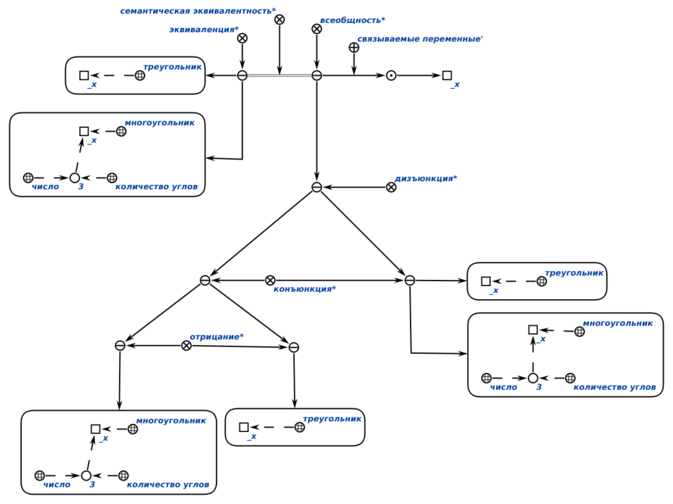 семантическая эквивалентность*
всеобщность*
эквиваленция*
связываемые переменные'
треугольник
_x
_x
многоугольник
_x
число
3
количество углов
дизъюнкция*
треугольник
конъюнкция*
_x
многоугольник
отрицание*
_x
число
3
количество углов
многоугольник
треугольник
_x
_x
число
3
количество углов